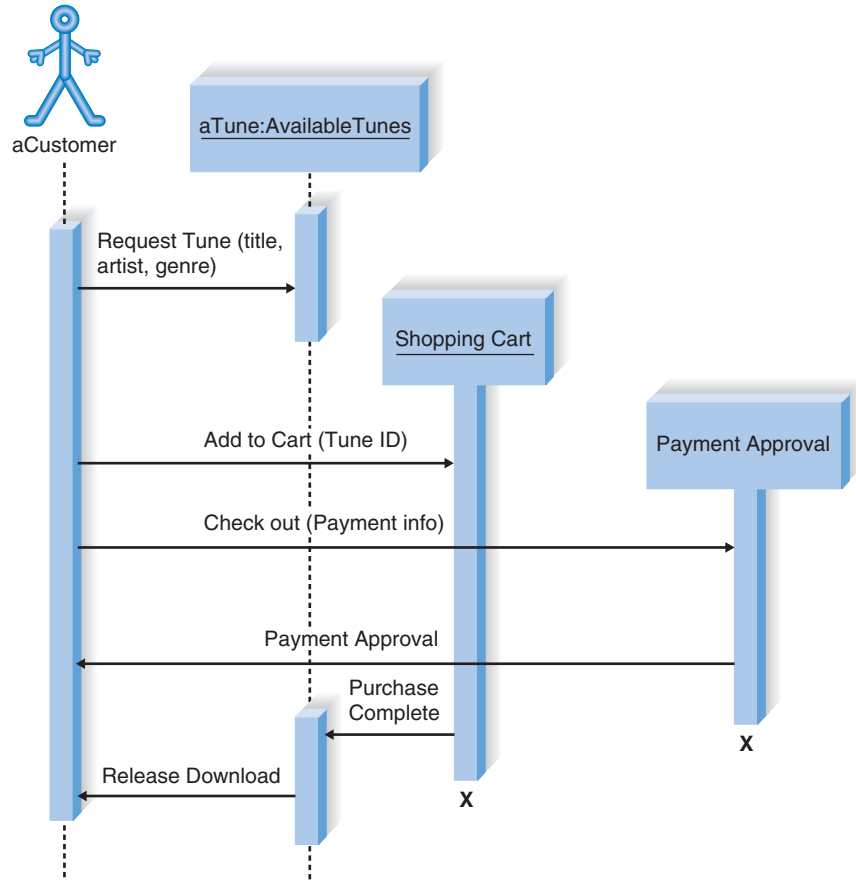 aCustomer
aTune:AvailableTunes
Request Tune (title,
artist, genre)
Shopping Cart
Add to Cart (Tune ID)
Payment Approval
Check out (Payment info)
Payment Approval
Purchase
Complete
X
Release Download
X